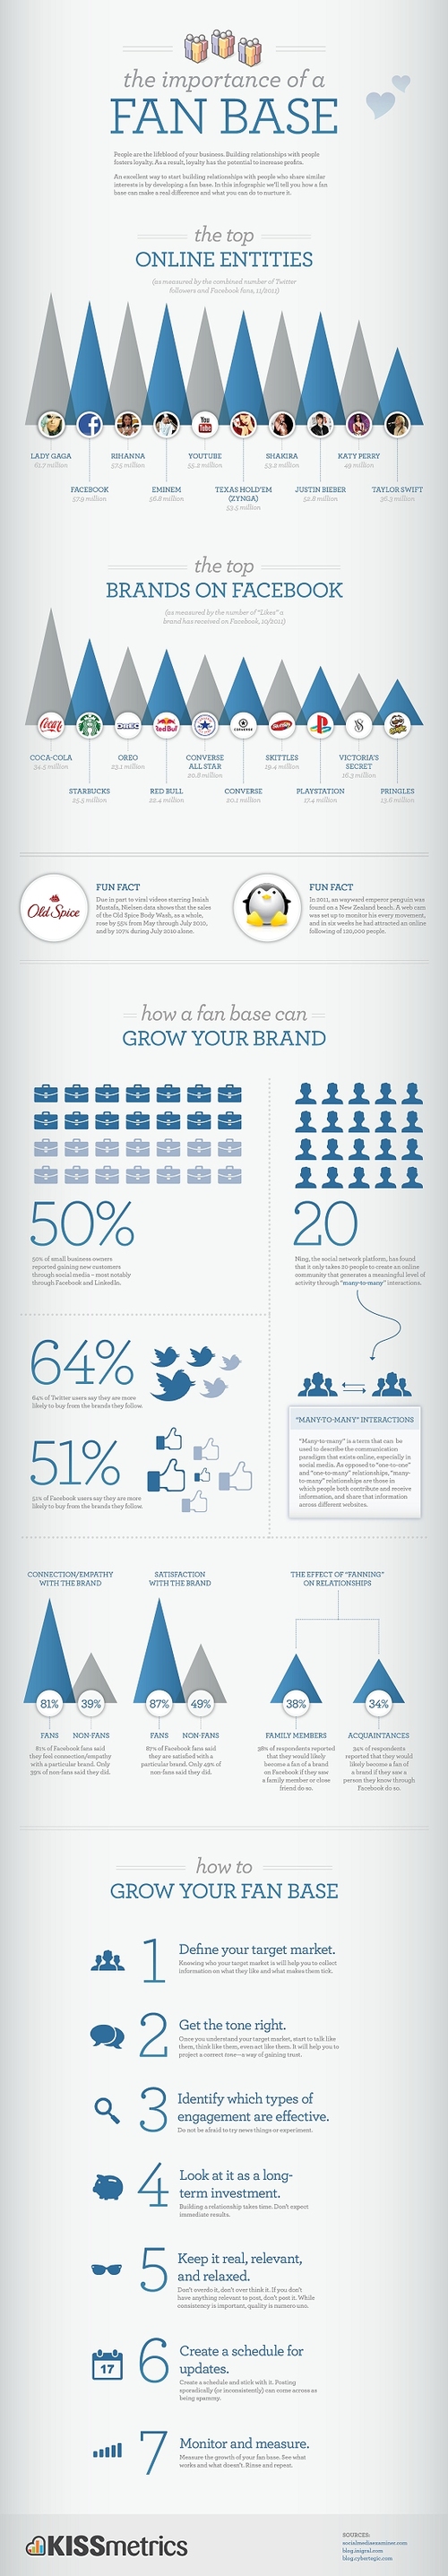 the importance of a
FAN BASE
People are the lifeblood of your business. Building relationships with people
fosters loyalty. As a result, loyalty has the potential to increase profits.
An excellent way to start building relationships with people who share similar
interests is by developing a fan base. In this infographic we'll tell you how a fan
base can make a real difference and what you can do to nurture it.
the top
ONLINE ENTITIES
(as measured by the combined number of Twitter
followers and Facebook fans, 11/2011)
You
Tube
LADY GAGA
61.7 million
RIHANNA
57.5 million
YOUTUBE
55.2 million
SHAKIRA
53.2 million
KATY PERRY
49 million
FACEBOOK
57.9 million
EMINEM
56.8 million
TEXAS HOLD'EM
(ZYNGA)
53.5 million
JUSTIN BIEBER
52.8 million
TAYLOR SWIFT
36.3 million
the top
BRANDS ON FACEBOOK
(as measured by the number of "Likes" a
brand has received on Facebook, 10/2011)
COCA-COLA
34.5 million
OREO
23.1 million
CONVERSE
ALL STAR
20.8 million
SKITTLES
19.4 million
VICTORIA'S
SECRET
16.3 million
STARBUCKS
25.5 million
RED BULL
22.4 million
CONVERSE
20.1 million
PLAYSTATION
17.4 million
PRINGLES
13.6 million
Old Spice
FUN FACT
Due in part to viral videos starring Isaiah
Mustafa, Nielsen data shows that the sales
of the Old Spice Body Wash, as a whole,
rose by 55% from May through July 2010,
and by 107% during July 2010 alone.
FUN FACT
In 2011, an wayward emperor penguin was
found on a New Zealand beach. A web cam
was set up to monitor his every movement,
and in six weeks he had attracted an online
following of 120,000 people.
how a fan base can
GROW YOUR BRAND
50%
50% of small business owners
reported gaining new customers
through social media – most notably
through Facebook and LinkedIn.
20
Ning, the social network platform, has found
that it only takes 20 people to create an online
community that generates a meaningful level of
activity through "many-to-many" interactions.
64%
64% of Twitter users say they are more
likely to buy from the brands they follow.
51%
51% of Facebook users say they are more
likely to buy from the brands they follow.
"MANY-TO-MANY" INTERACTIONS
"Many-to-many" is a term that can be
used to describe the communication
paradigm that exists online, especially in
social media. As opposed to "one-to-one"
and "one-to-many" relationships, "many-
to-many" relationships are those in
which people both contribute and receive
information, and share that information
across different websites.
CONNECTION/EMPATHY
WITH THE BRAND
81%
39%
FANS
NON-FANS
81% of Facebook fans said
they feel connection/empathy
with a particular brand. Only
39% of non-fans said they did.
SATISFACTION
WITH THE BRAND
87%
49%
FANS
NON-FANS
87% of Facebook fans said
they are satisfied with a
particular brand. Only 49% of
non-fans said they did.
THE EFFECT OF "FANNING"
ON RELATIONSHIPS
38%
FAMILY MEMBERS
38% of respondents reported
that they would likely
become a fan of a brand
on Facebook if they saw
a family member or close
friend do so.
34%
ACQUAINTANCES
34% of respondents
reported that they would
likely become a fan of
a brand if they saw a
person they know through
Facebook do so.
how to
GROW YOUR FAN BASE
1
Define your target market.
Knowing who your target market is will help you to collect
information on what they like and what makes them tick.
2
Get the tone right.
Once you understand your target market, start to talk like
them, think like them, even act like them. It will help you to
project a correct tone—a way of gaining trust.
3
Identify which types of
engagement are effective.
Do not be afraid to try news things or experiment.
4
Look at it as a long-
term investment.
Building a relationship takes time. Don't expect
immediate results.
5
Keep it real, relevant,
and relaxed.
Don't overdo it, don't over think it. If you don't
have anything relevant to post, don't post it. While
consistency is important, quality is numero uno.
17
6
Create a schedule for
updates.
Create a schedule and stick with it. Posting
sporadically (or inconsistently) can come across as
being spammy.
7
Monitor and measure.
Measure the growth of your fan base. See what
works and what doesn't. Rinse and repeat.
KISSmetrics
SOURCES:
socialmediaexaminer.com
blog.insigral.com
blog.cybertegic.com